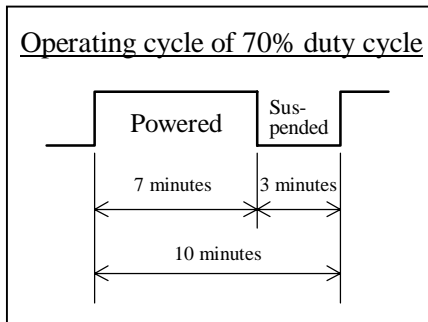 Operating cycle of 70% duty cycle
Powered
Sus-
pended
7 minutes
3 minutes
10 minutes